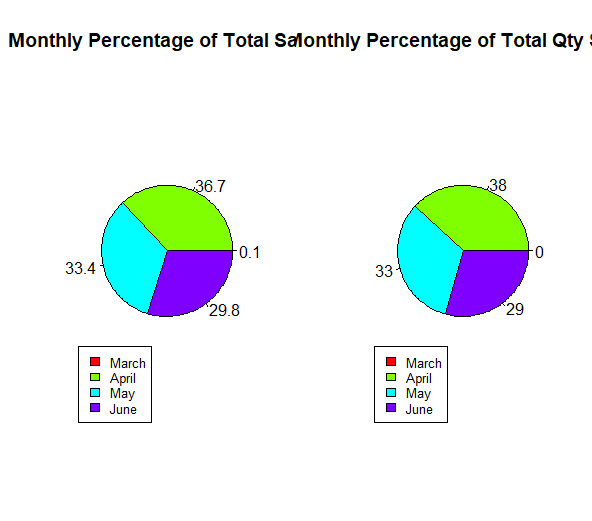 Monthly Percentage of Total
Monthly Percentage of Total Qty
36.7
0.1
33.4
29.8
March
April
May
June
38
0
33
29
March
April
May
June